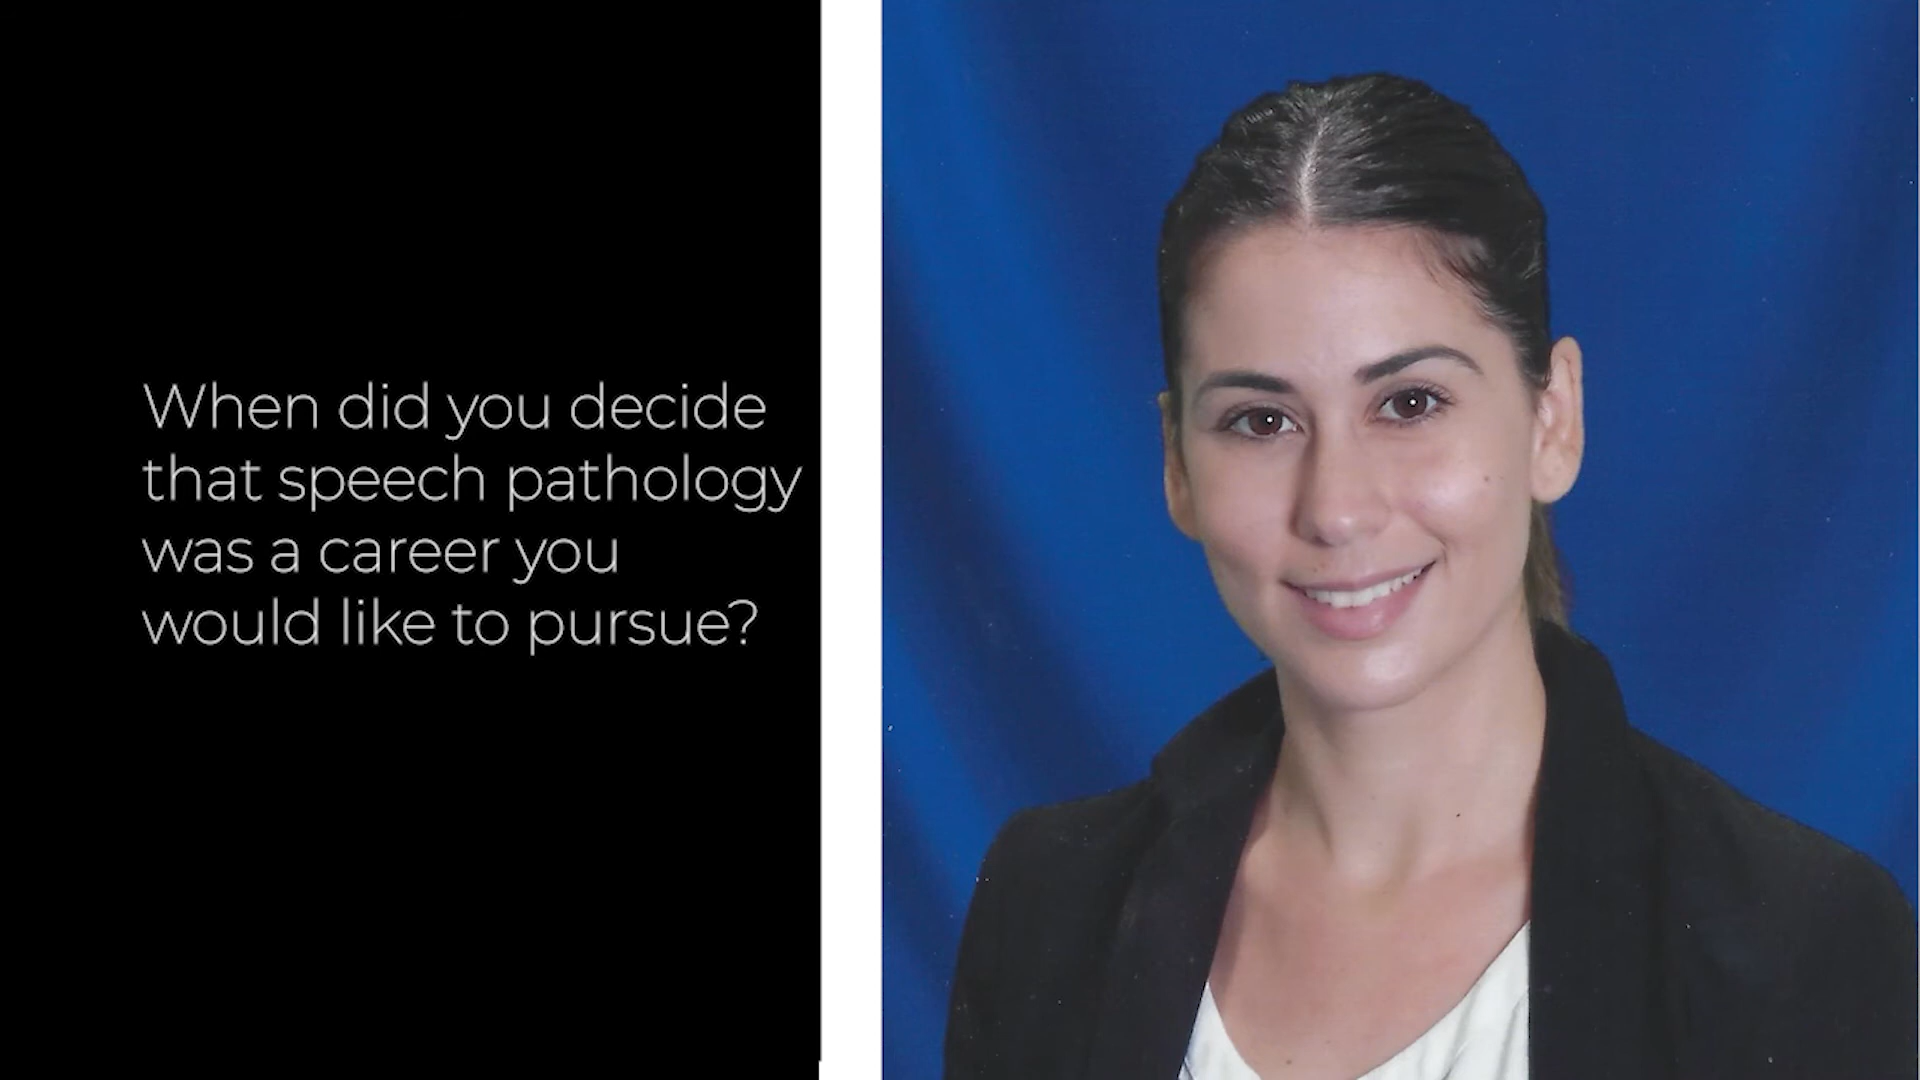 When did you decide
that speech pathology
was a career you
would like to pursue?